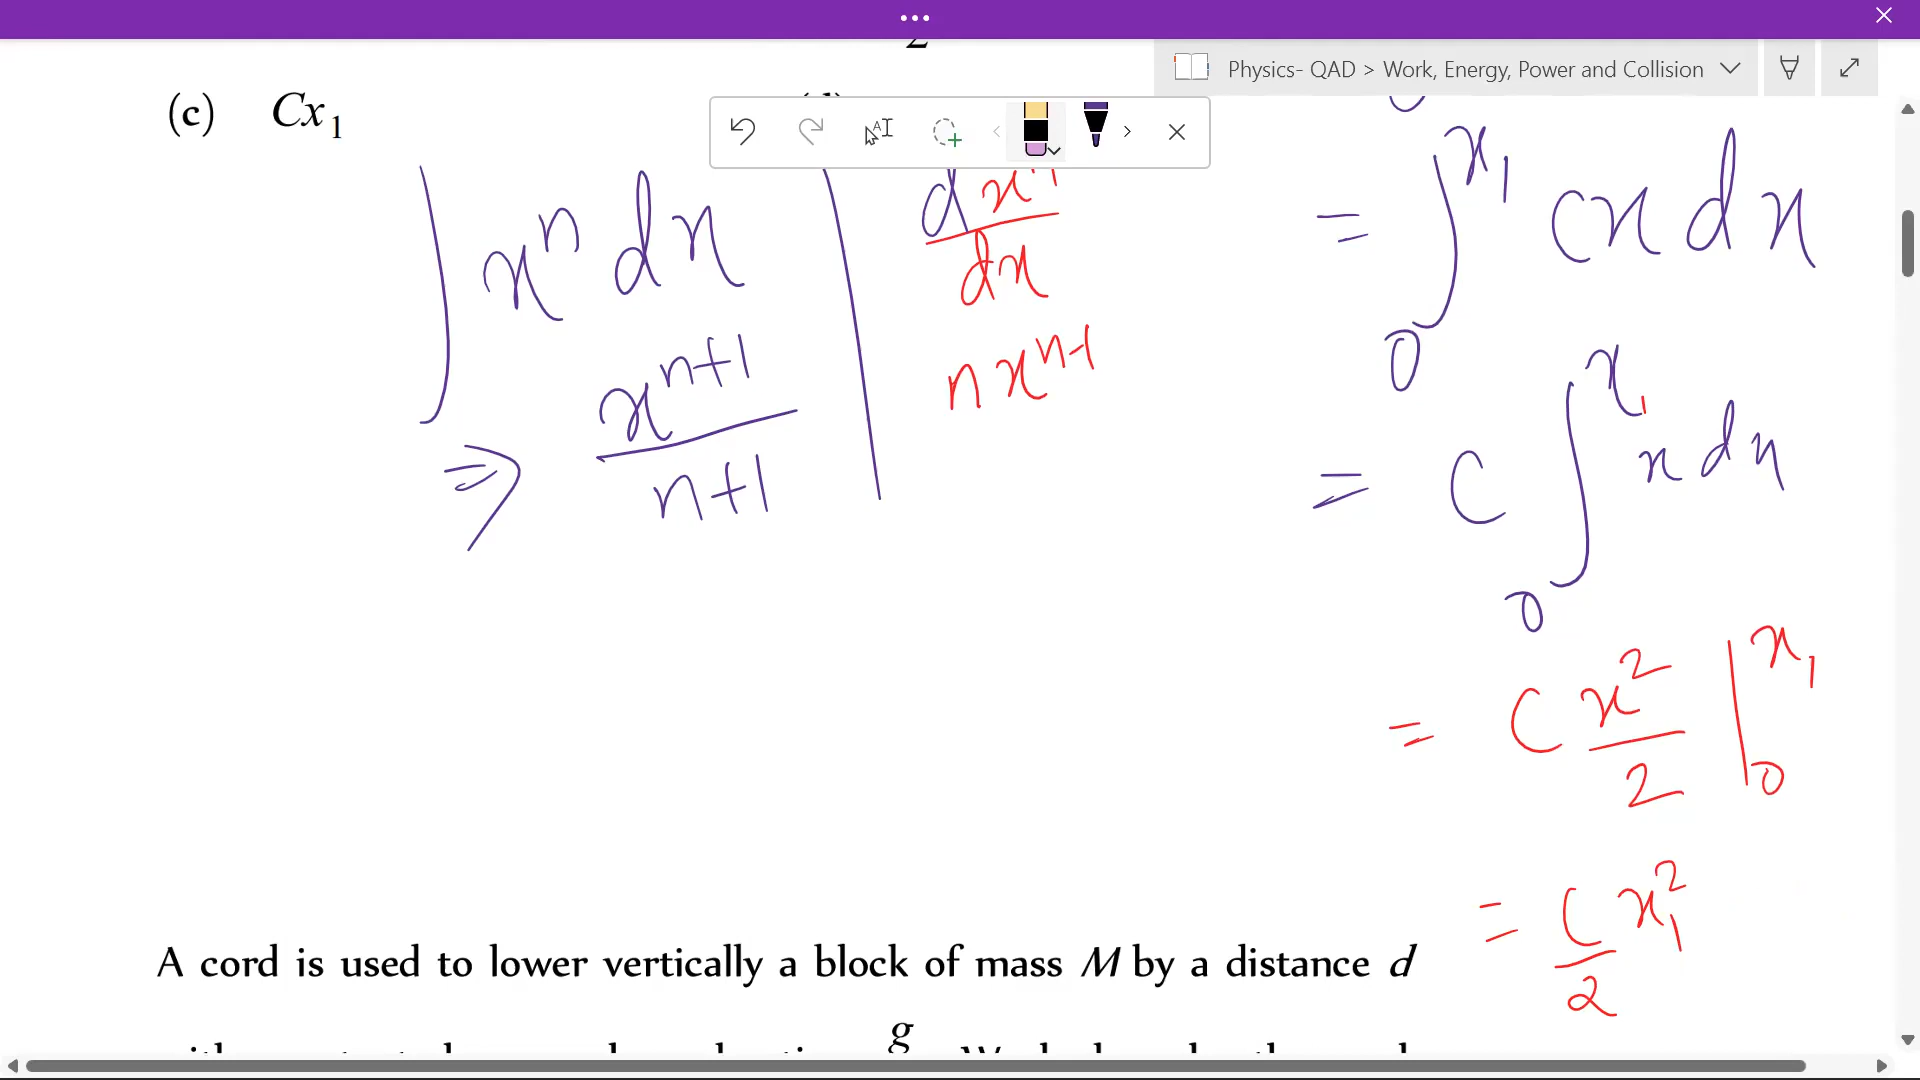 Physics- QAD > Work, Energy, Power and Collision
(c) Cx₁
∫ xⁿ dx
⇒ xⁿ⁺¹ / n+1
dxⁿ / dx
n xⁿ⁻¹
= ∫₀^x₁ Cx dx
= C ∫₀^x₁ x dx
= C x²/2 |₀^x₁
= C/2 x₁²
A cord is used to lower vertically a block of mass M by a distance d
g